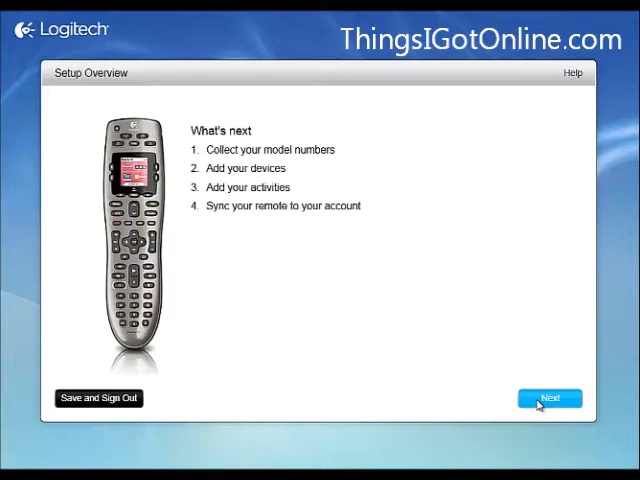 Logitech
ThingsIGotOnline.com
Setup Overview
Help
What's next
1. Collect your model numbers
2. Add your devices
3. Add your activities
4. Sync your remote to your account
Save and Sign Out
Next